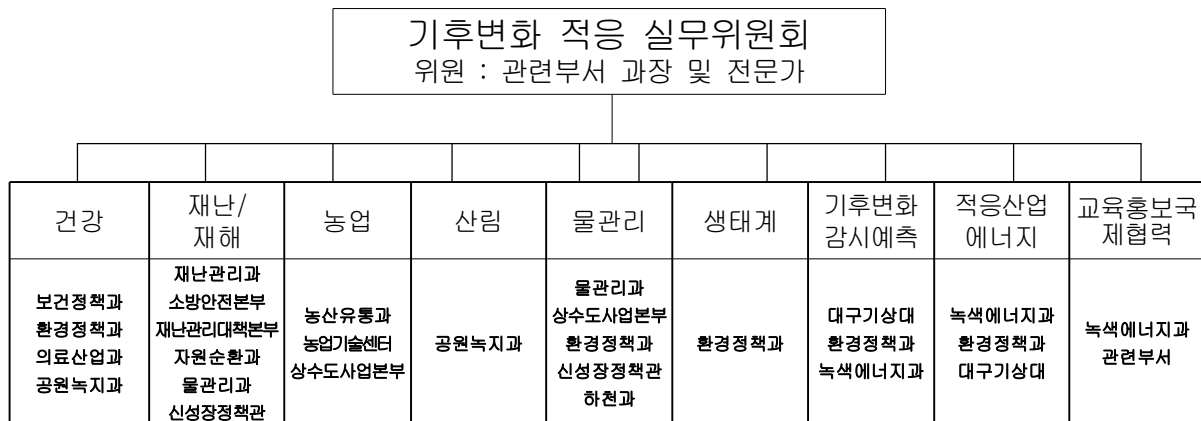 기후변화 적응 실무위원회
위원 : 관련부서 과장 및 전문가
건강
재난/
재해
농업
산림
물관리
생태계
기후변화
감시예측
적응산업
에너지
교육홍보국
제협력
보건정책과
환경정책과
의료산업과
공원녹지과
재난관리과
소방안전본부
재난관리대책본부
자원순환과
물관리과
신성장정책관
농산유통과
농업기술센터
상수도사업본부
공원녹지과
물관리과
상수도사업본부
환경정책과
신성장정책관
하천과
환경정책과
대구기상대
환경정책과
녹색에너지과
녹색에너지과
환경정책과
대구기상대
녹색에너지과
관련부서